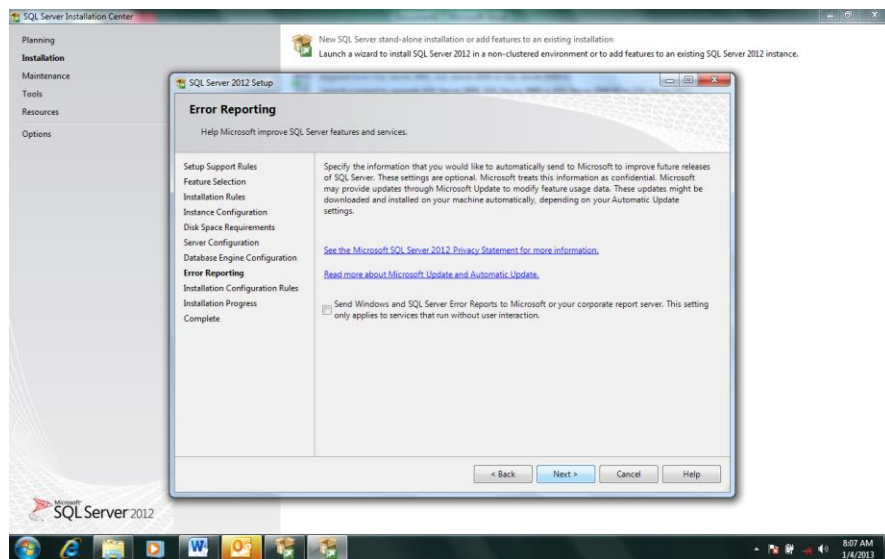 SQL Server Installation Center
Planning
Installation
Maintenance
Tools
Resources
Options
New SQL Server stand-alone installation or add features to an existing installation
Launch a wizard to install SQL Server 2012 in a non-clustered environment or to add features to an existing SQL Server 2012 instance.
SQL Server 2012 Setup
Error Reporting
Help Microsoft improve SQL Server features and services.
Setup Support Rules
Feature Selection
Installation Rules
Instance Configuration
Disk Space Requirements
Server Configuration
Database Engine Configuration
Error Reporting
Installation Configuration Rules
Installation Progress
Complete
Specify the information that you would like to automatically send to Microsoft to improve future releases
of SQL Server. These settings are optional. Microsoft treats this information as confidential. Microsoft
may provide updates through Microsoft Update to modify feature usage data. These updates might be
downloaded and installed on your machine automatically, depending on your Automatic Update
settings.
See the Microsoft SQL Server 2012 Privacy Statement for more information.
Read more about Microsoft Update and Automatic Update.
Send Windows and SQL Server Error Reports to Microsoft or your corporate report server. This setting
only applies to services that run without user interaction.
< Back
Next >
Cancel
Help
Microsoft
SQL Server 2012
8:07 AM
1/4/2013